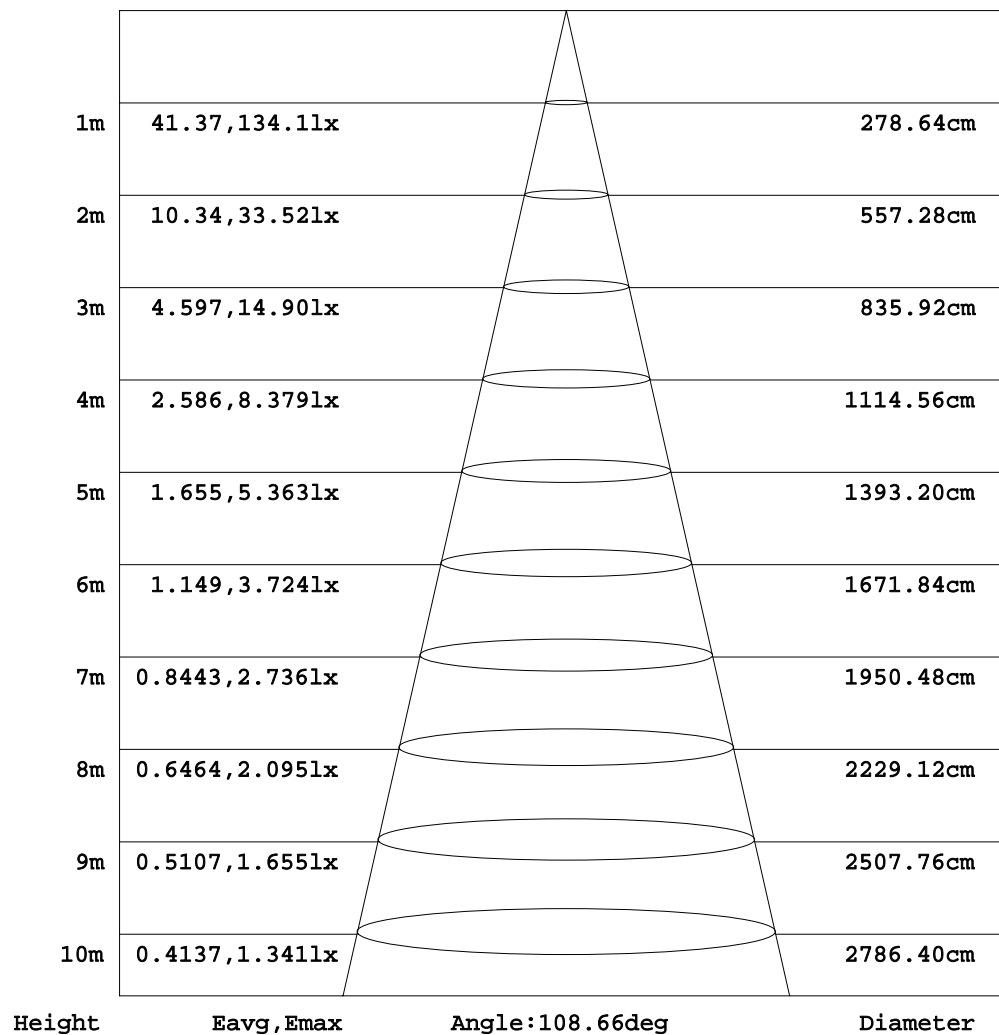 1m 41.37,134.1lx 278.64cm
2m 10.34,33.52lx 557.28cm
3m 4.597,14.90lx 835.92cm
4m 2.586,8.379lx 1114.56cm
5m 1.655,5.363lx 1393.20cm
6m 1.149,3.724lx 1671.84cm
7m 0.8443,2.736lx 1950.48cm
8m 0.6464,2.095lx 2229.12cm
9m 0.5107,1.655lx 2507.76cm
10m 0.4137,1.341lx 2786.40cm
Height Eavg,Emax Angle:108.66deg Diameter